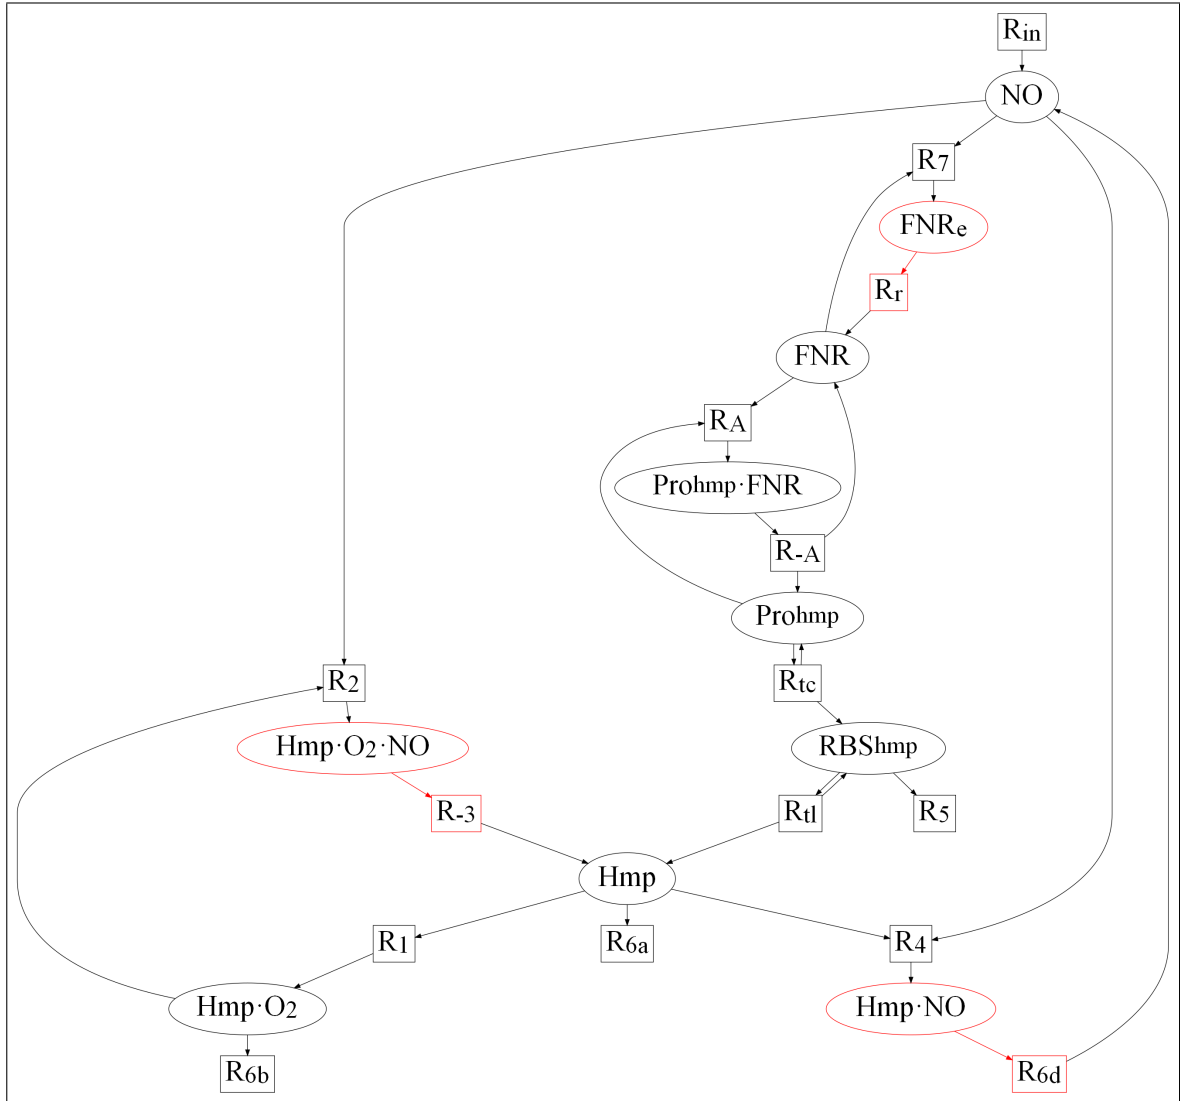 Rin
NO
R7
FNRe
Rr
FNR
RA
Prohmp·FNR
R-A
Prohmp
R2
Rtc
Hmp·O2·NO
RBShmp
R-3
Rtl
R5
Hmp
R1
R6a
R4
Hmp·O2
Hmp·NO
R6b
R6d